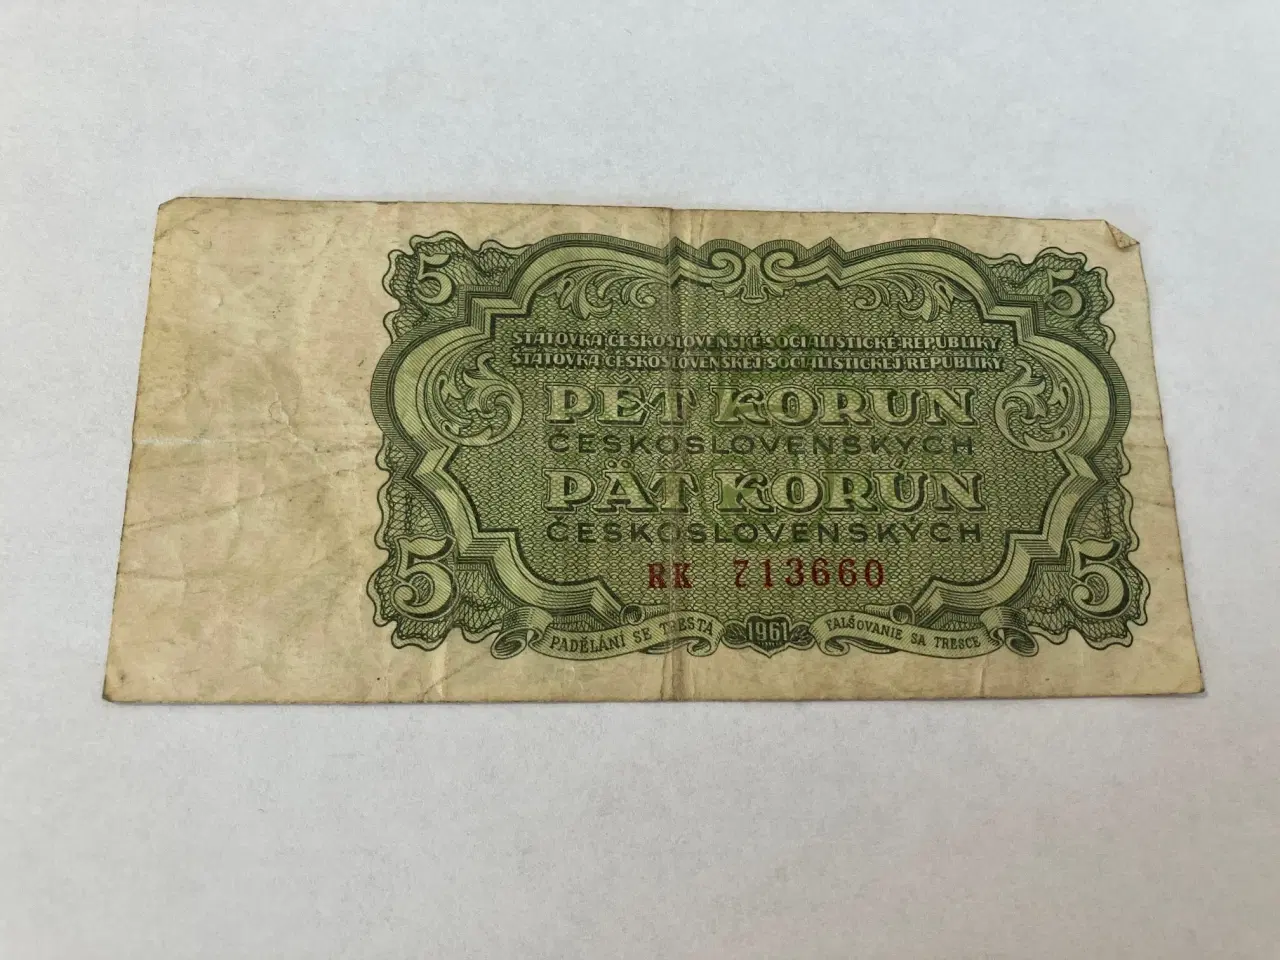 5 5
STÁTOVKA ČESKOSLOVENSKÉ SOCIALISTICKÉ REPUBLIKY
ŠTÁTOVKA ČESKOSLOVENSKEJ SOCIALISTICKEJ REPUBLIKY
PĚT KORUN
ČESKOSLOVENSKÝCH
PÄŤ KORÚN
ČESKOSLOVENSKÝCH
RK 713660
5 5
PADĚLÁNÍ SE TRESTÁ 1961 FALŠOVANIE SA TRESCE